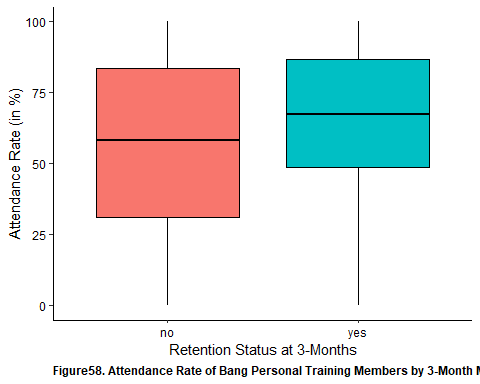 100
75
50
25
0
Attendance Rate (in %)
no yes
Retention Status at 3-Months
Figure58. Attendance Rate of Bang Personal Training Members by 3-Month